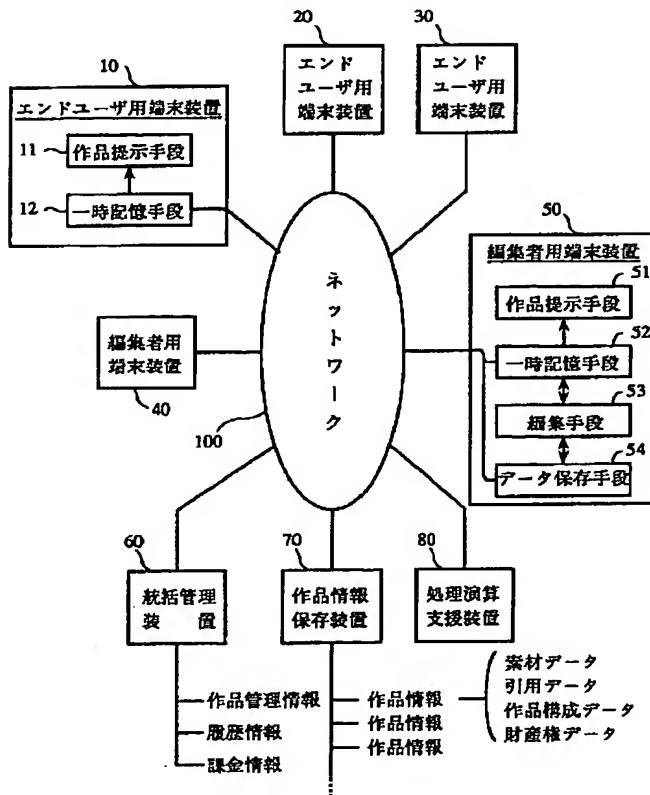 10
エンドユーザ用端末装置
11
作品提示手段
12
一時記憶手段
20
エンド
ユーザ用
端末装置
30
エンド
ユーザ用
端末装置
ネットワーク
100
編集者用
端末装置
40
50
編集者用端末装置
51
作品提示手段
52
一時記憶手段
53
編集手段
54
データ保存手段
60
統括管理
装置
作品管理情報
履歴情報
課金情報
70
作品情報
保存装置
作品情報
作品情報
作品情報
80
処理演算
支援装置
素材データ
引用データ
作品構成データ
財産権データ